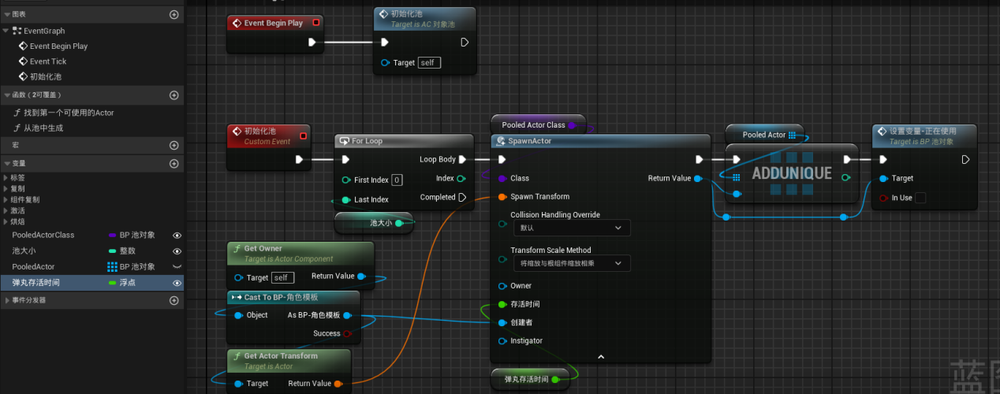 图表
EventGraph
Event Begin Play
Event Tick
初始化池
函数（2可覆盖）
找到第一个可使用的Actor
从池中生成
宏
变量
标签
复制
组件复制
激活
烘焙
PooledActorClass BP 池对象
池大小 整数
PooledActor BP 池对象
弹丸存活时间 浮点
事件分发器
Event Begin Play
初始化池
Target is AC 对象池
Target self
初始化池
Custom Event
For Loop
Loop Body
First Index 0 Index
Last Index Completed
池大小
Get Owner
Target is Actor Component
Target self Return Value
Cast To BP-角色模板
Object As BP-角色模板
Success
Get Actor Transform
Target is Actor
Target Return Value
Pooled Actor Class
SpawnActor
Class Return Value
Spawn Transform
Collision Handling Override
默认
Transform Scale Method
将缩放与根组件缩放相乘
Owner
存活时间
创建者
Instigator
弹丸存活时间
Pooled Actor
ADDUNIQUE
设置变量-正在使用
Target is BP 池对象
Target
In Use
蓝